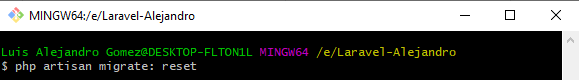 MINGW64:/e/Laravel-Alejandro
Luis Alejandro Gomez@DESKTOP-FLTON1L MINGW64 /e/Laravel-Alejandro
$ php artisan migrate: reset